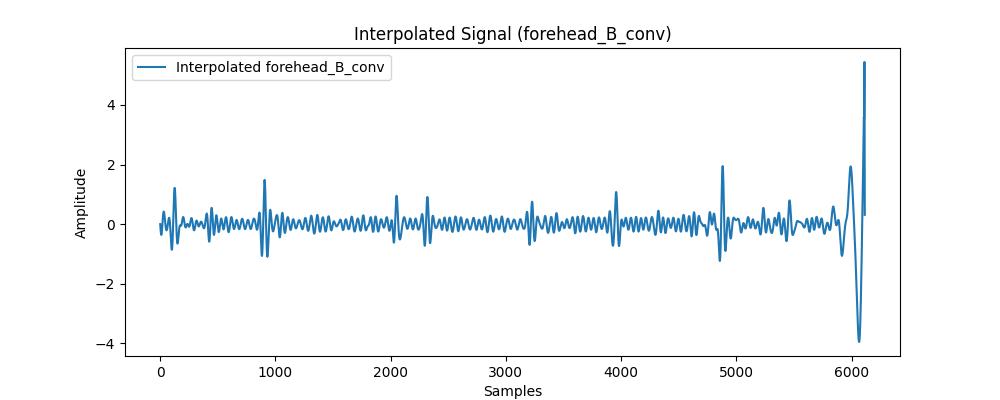 Interpolated Signal (forehead_B_conv)
Interpolated forehead_B_conv
Amplitude
4
2
0
−2
−4
0 1000 2000 3000 4000 5000 6000
Samples